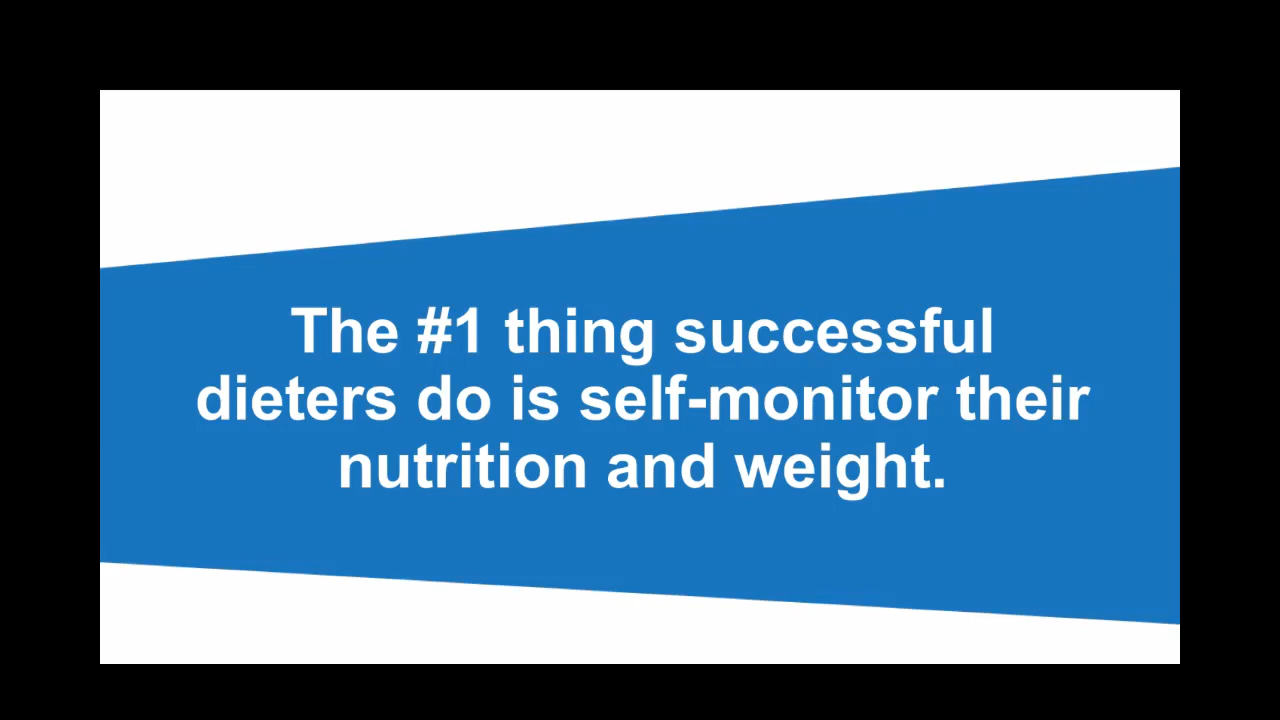 The #1 thing successful
dieters do is self-monitor their
nutrition and weight.